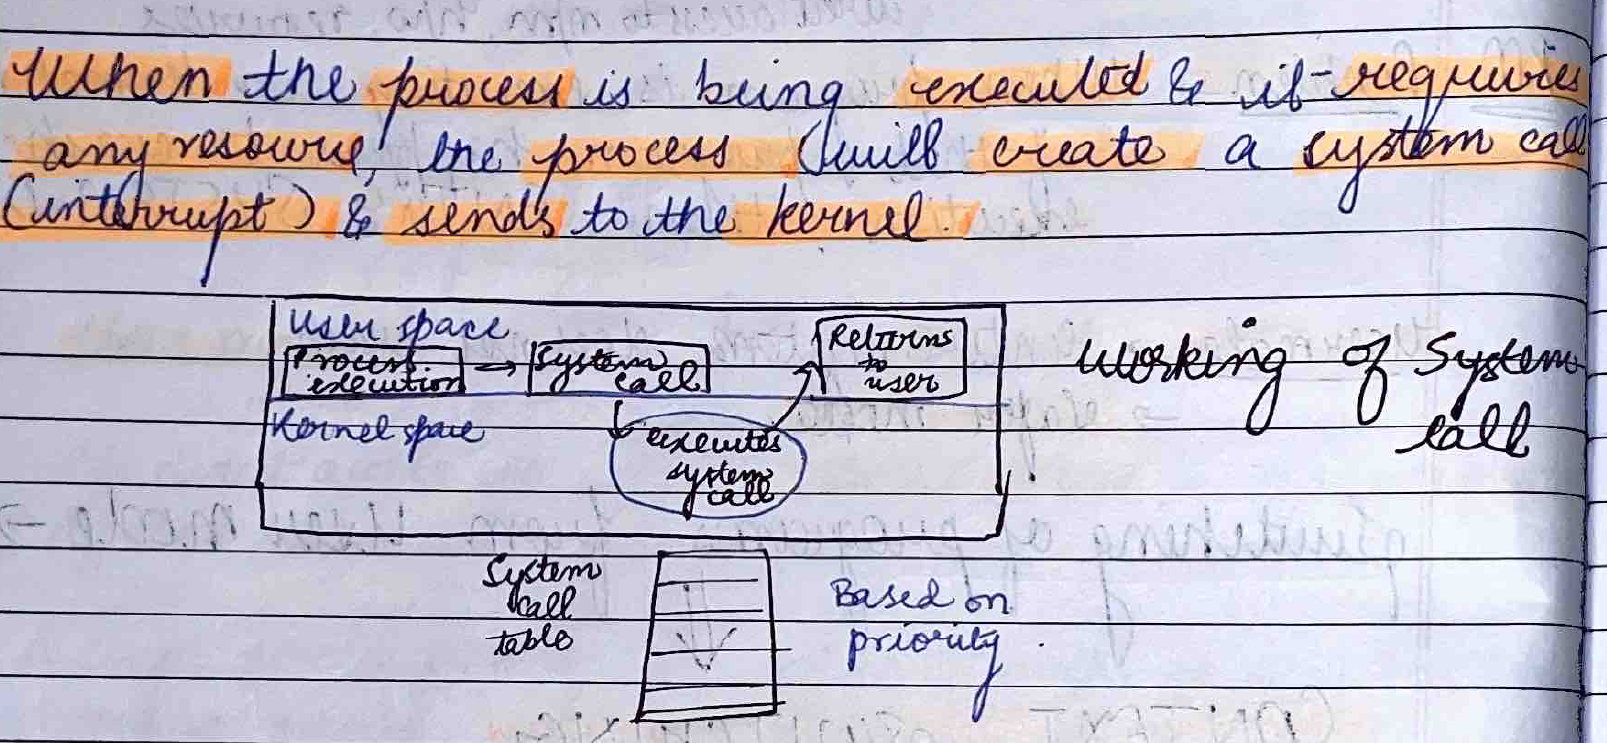 When the process is being executed & it requires
any resource, the process will create a system call
(interrupt) & sends to the kernel.
User space
Process
execution
System
call
Returns
to
user
Kernel space
executes
system
call
Working of System
call
System
call
table
Based on
priority